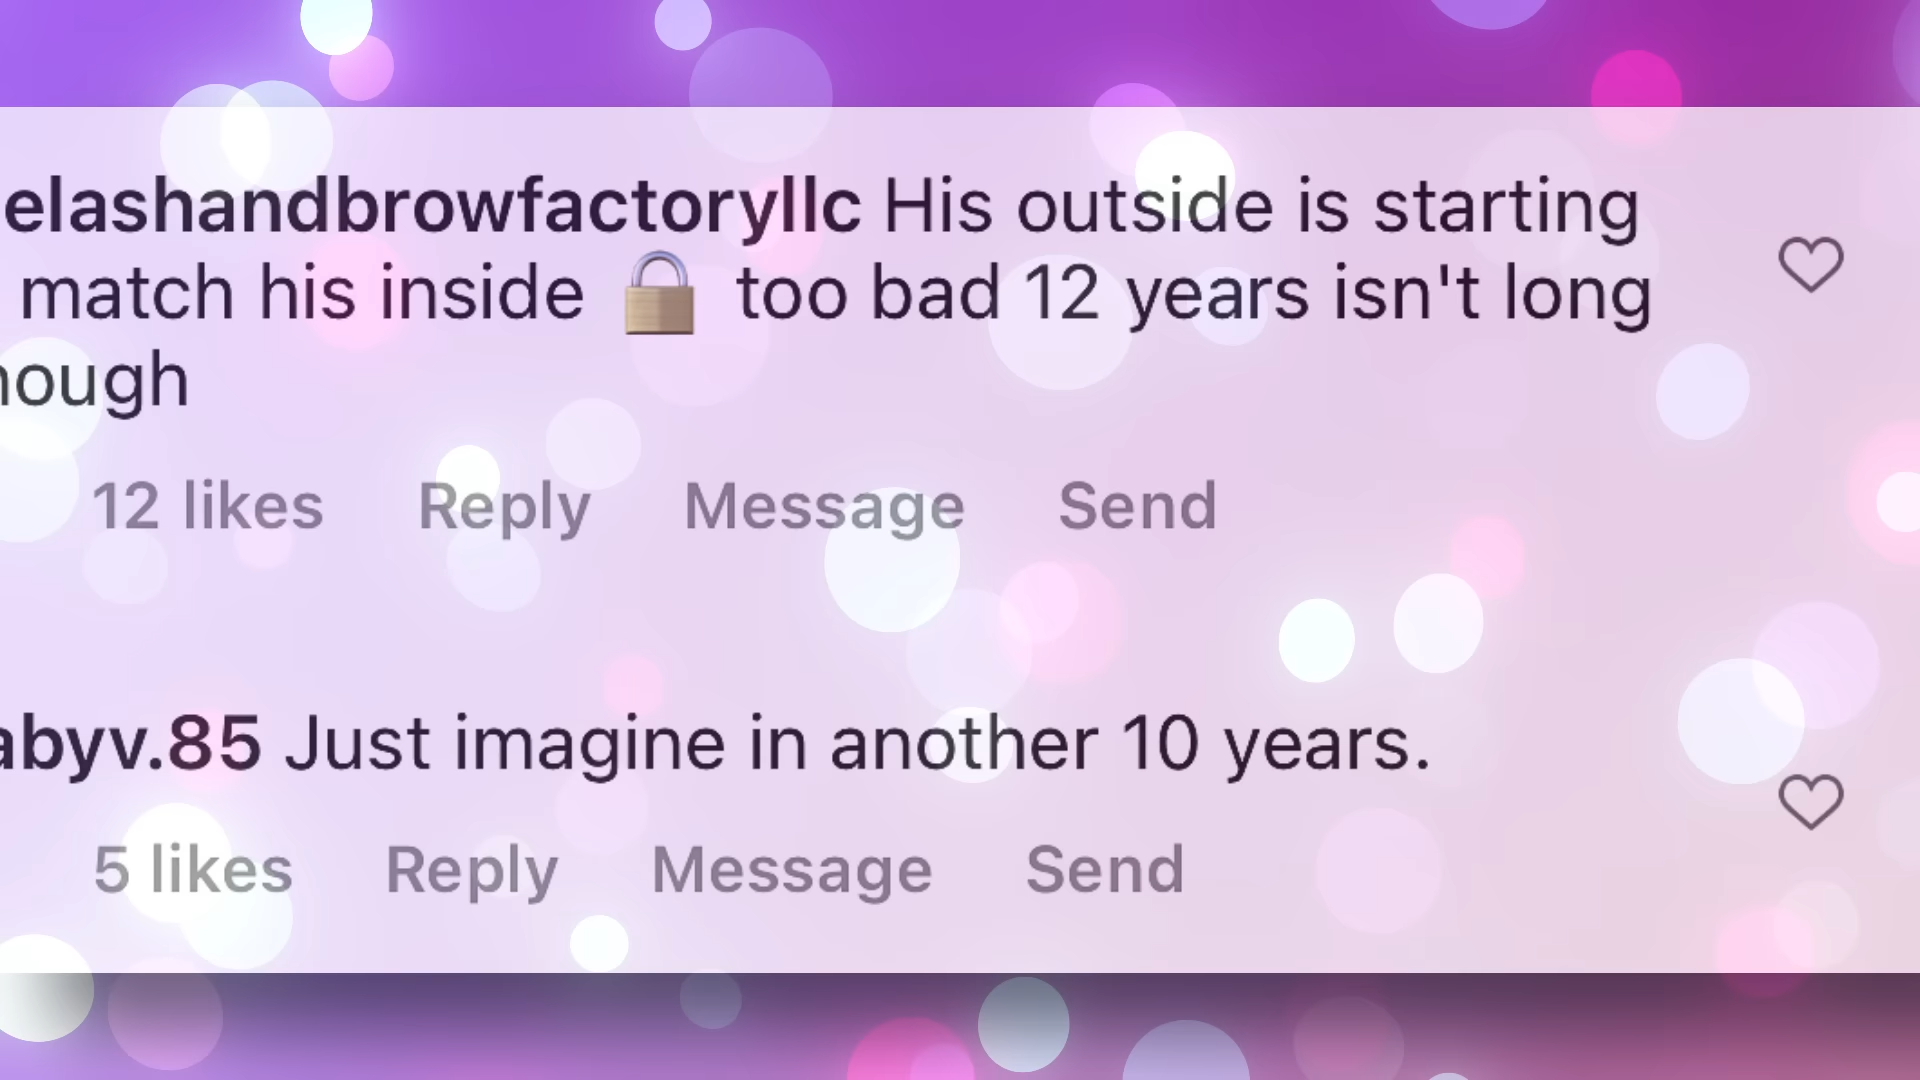 elashandbrowfactoryllc His outside is starting
match his inside 🔒 too bad 12 years isn't long
nough
12 likes Reply Message Send
abyv.85 Just imagine in another 10 years.
5 likes Reply Message Send